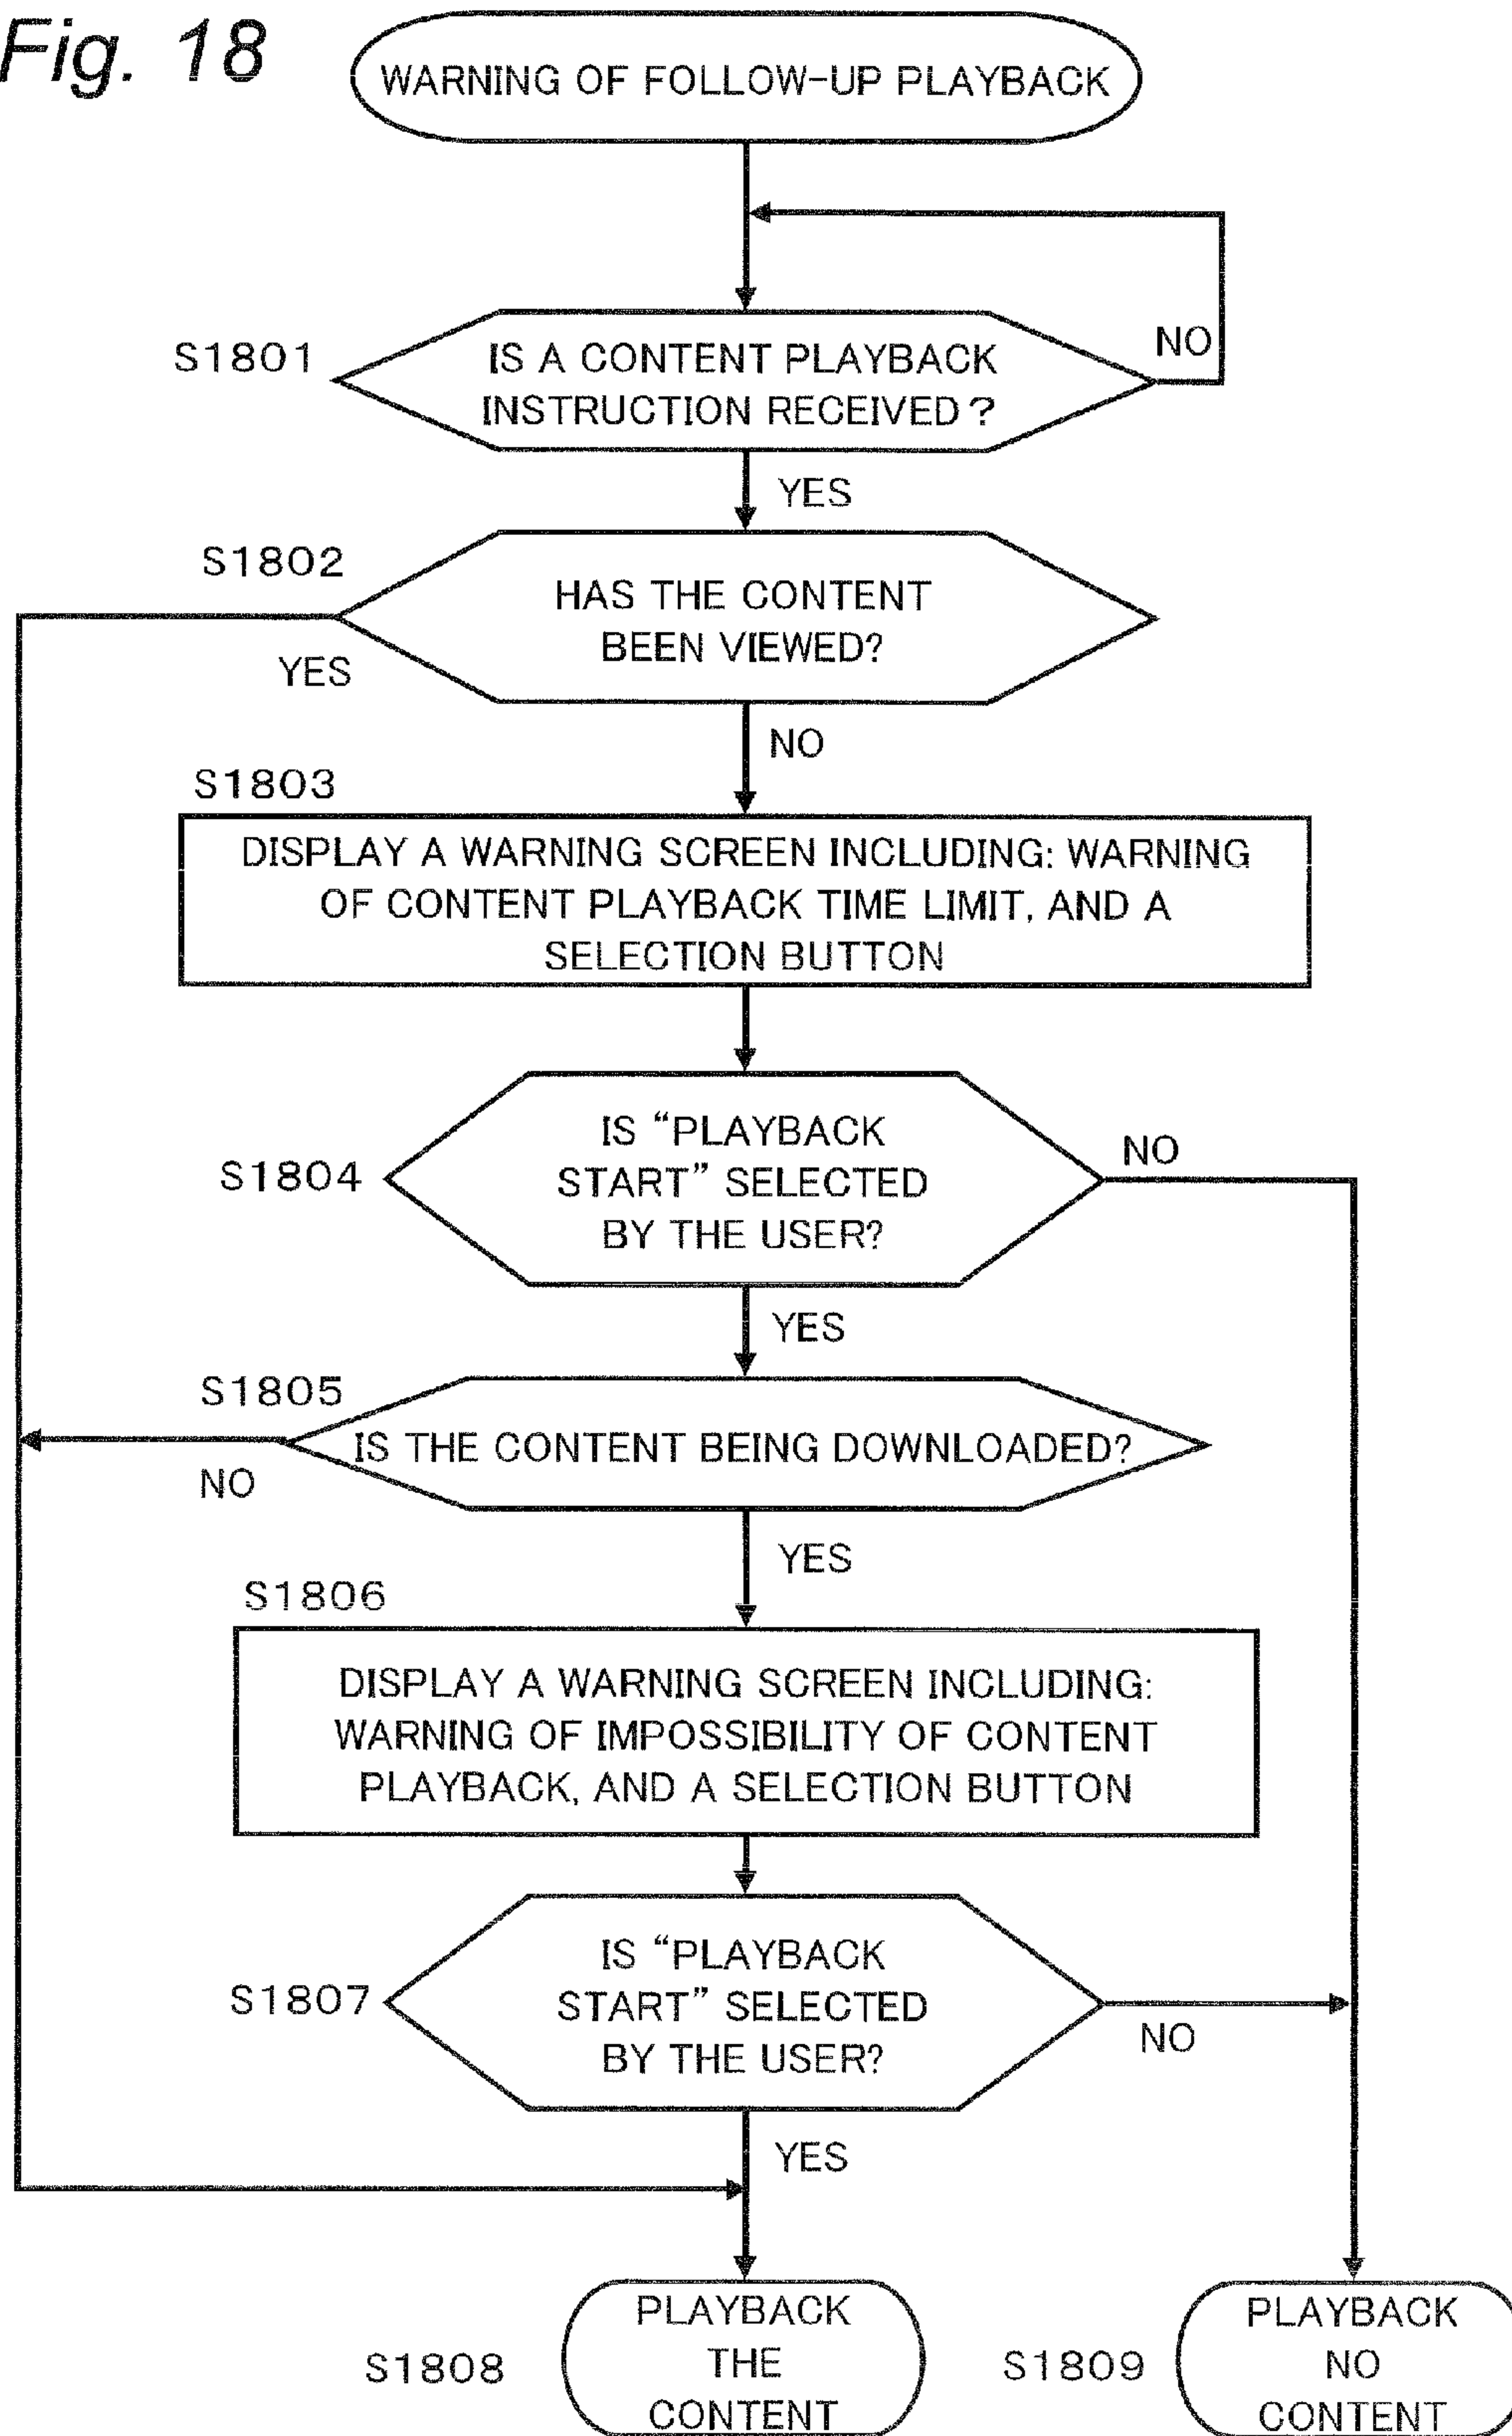 Fig. 18
WARNING OF FOLLOW-UP PLAYBACK
S1801
IS A CONTENT PLAYBACK
INSTRUCTION RECEIVED?
NO
YES
S1802
HAS THE CONTENT
BEEN VIEWED?
YES
NO
S1803
DISPLAY A WARNING SCREEN INCLUDING: WARNING
OF CONTENT PLAYBACK TIME LIMIT, AND A
SELECTION BUTTON
S1804
IS “PLAYBACK
START” SELECTED
BY THE USER?
NO
YES
S1805
IS THE CONTENT BEING DOWNLOADED?
NO
YES
S1806
DISPLAY A WARNING SCREEN INCLUDING:
WARNING OF IMPOSSIBILITY OF CONTENT
PLAYBACK, AND A SELECTION BUTTON
S1807
IS “PLAYBACK
START” SELECTED
BY THE USER?
NO
YES
S1808
PLAYBACK
THE
CONTENT
S1809
PLAYBACK
NO
CONTENT